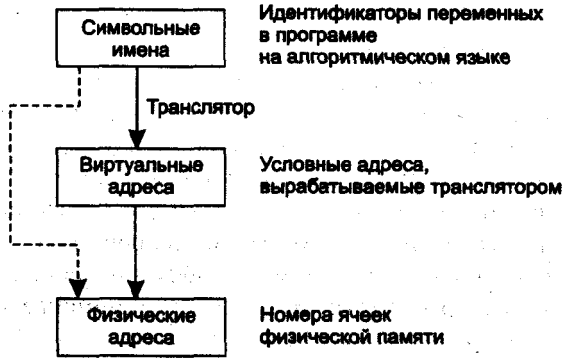 Символьные
имена
Идентификаторы переменных
в программе
на алгоритмическом языке
Транслятор
Виртуальные
адреса
Условные адреса,
вырабатываемые транслятором
Физические
адреса
Номера ячеек
физической памяти